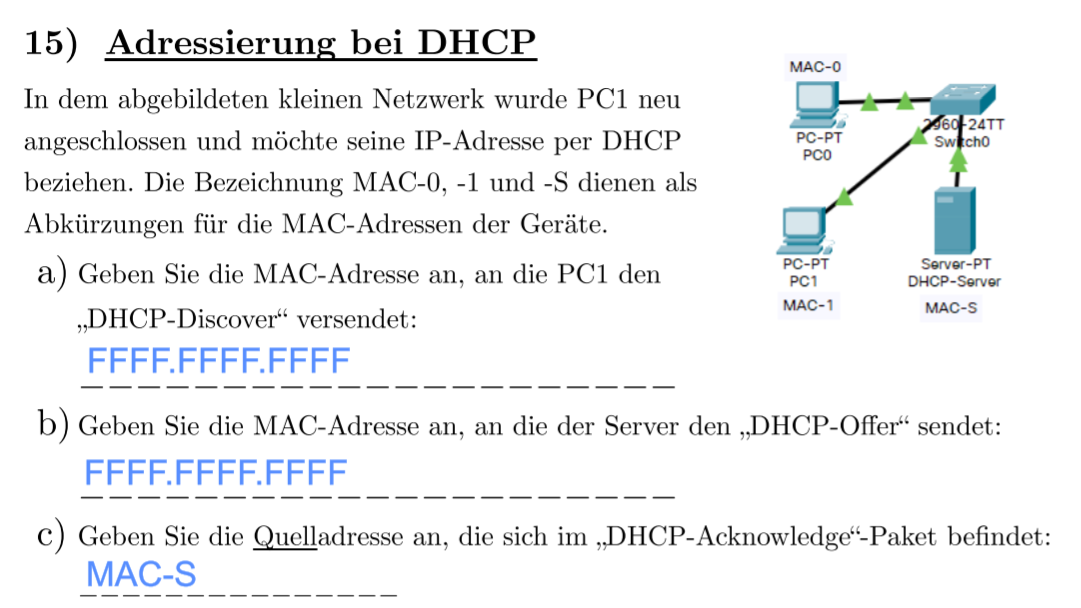 15) Adressierung bei DHCP
In dem abgebildeten kleinen Netzwerk wurde PC1 neu
angeschlossen und möchte seine IP-Adresse per DHCP
beziehen. Die Bezeichnung MAC-0, -1 und -S dienen als
Abkürzungen für die MAC-Adressen der Geräte.
MAC-0
PC-PT
PC0
2960-24TT
Switch0
PC-PT
PC1
MAC-1
Server-PT
DHCP-Server
MAC-S
a) Geben Sie die MAC-Adresse an, an die PC1 den
„DHCP-Discover“ versendet:
FFFF.FFFF.FFFF
b) Geben Sie die MAC-Adresse an, an die der Server den „DHCP-Offer“ sendet:
FFFF.FFFF.FFFF
c) Geben Sie die Quelladresse an, die sich im „DHCP-Acknowledge“-Paket befindet:
MAC-S